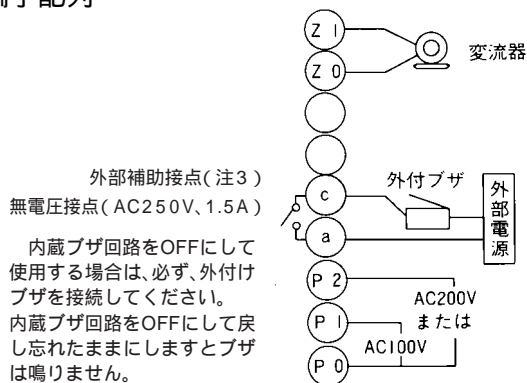 端子配列
Z1
変流器
Z0
外部補助接点(注3)
無電圧接点(AC250V、1.5A)
c
外付ブザ
外部電源
a
内蔵ブザ回路をOFFにして
使用する場合は、必ず、外付け
ブザを接続してください。
内蔵ブザ回路をOFFにして戻
し忘れたままにしますとブザ
は鳴りません。
P2
AC200V
または
P1
AC100V
P0